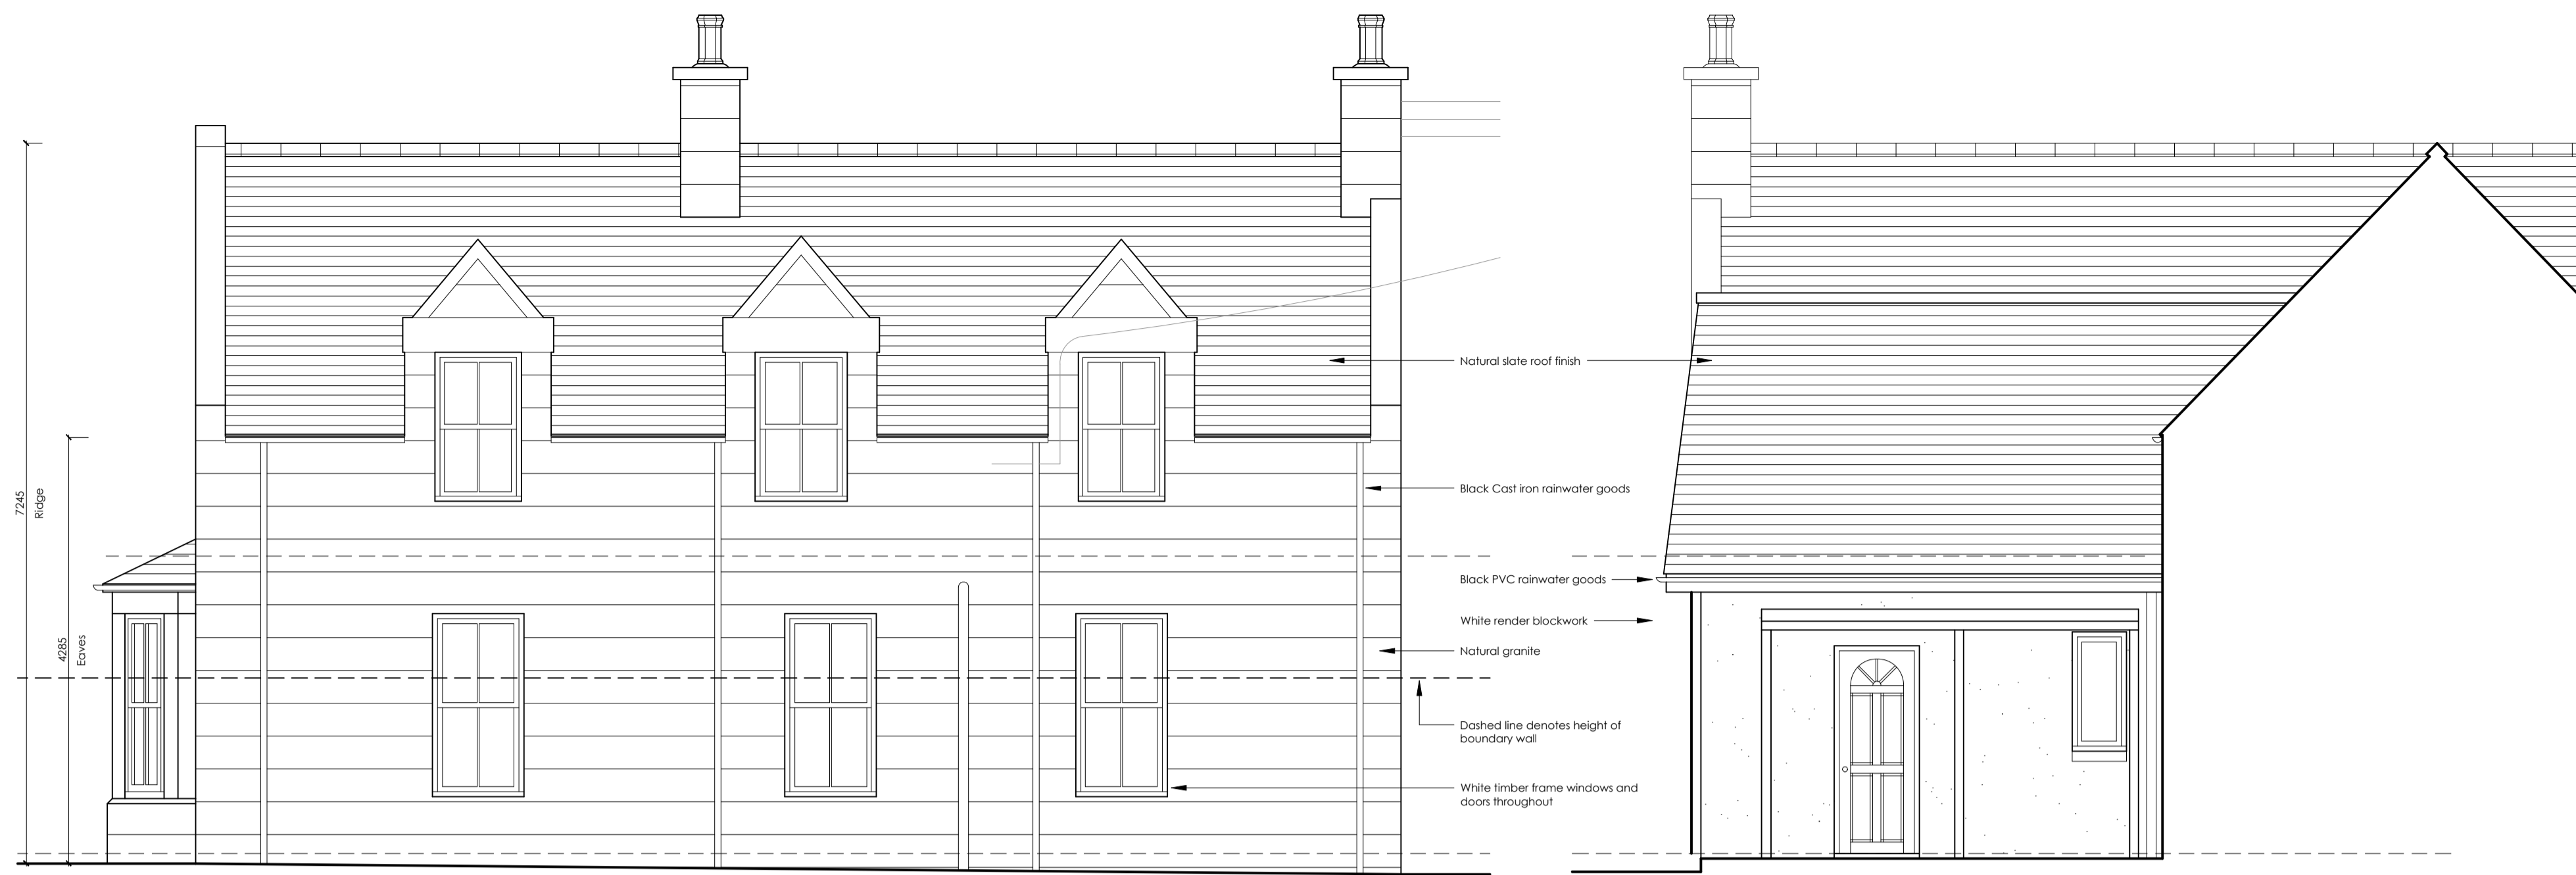 7245
Ridge
4285
Eaves
Natural slate roof finish
Black Cast iron rainwater goods
Black PVC rainwater goods
White render blockwork
Natural granite
Dashed line denotes height of
boundary wall
White timber frame windows and
doors throughout